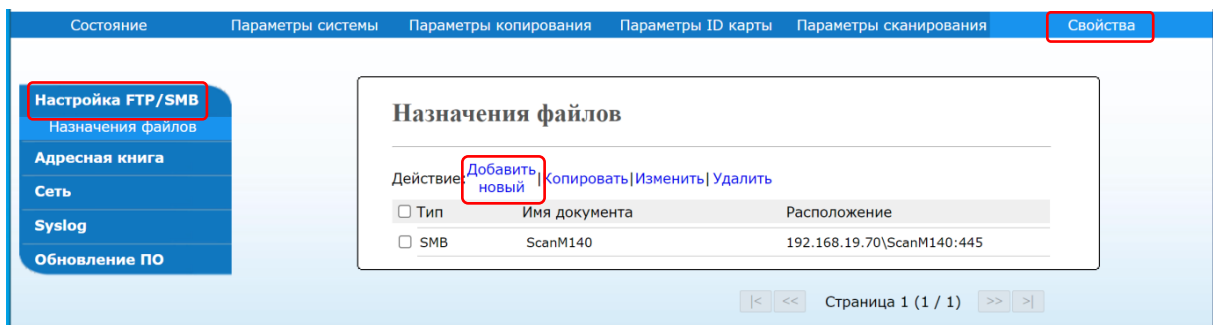 Состояние Параметры системы Параметры копирования Параметры ID карты Параметры сканирования Свойства
Настройка FTP/SMB
Назначения файлов
Адресная книга
Сеть
Syslog
Обновление ПО
Назначения файлов
Действие: Добавить новый |Копировать|Изменить| Удалить
Тип Имя документа Расположение
SMB ScanM140 192.168.19.70\ScanM140:445
|< << Страница 1 (1 / 1) >> >|